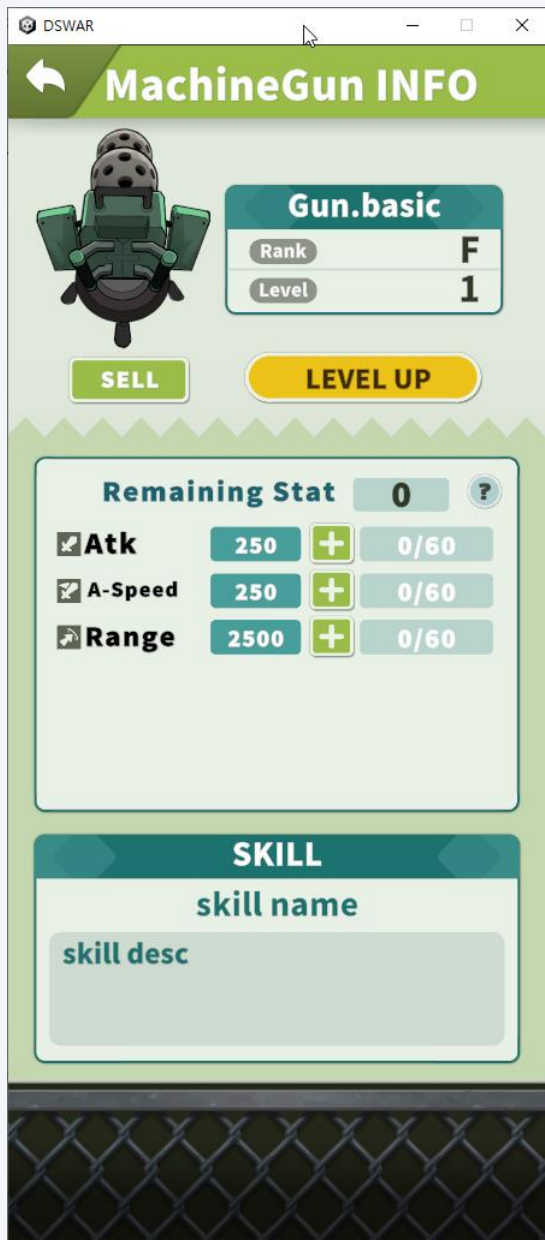 DSWAR
MachineGun INFO
Gun.basic
Rank F
Level 1
SELL
LEVEL UP
Remaining Stat 0 ?
Atk 250 + 0/60
A-Speed 250 + 0/60
Range 2500 + 0/60
SKILL
skill name
skill desc